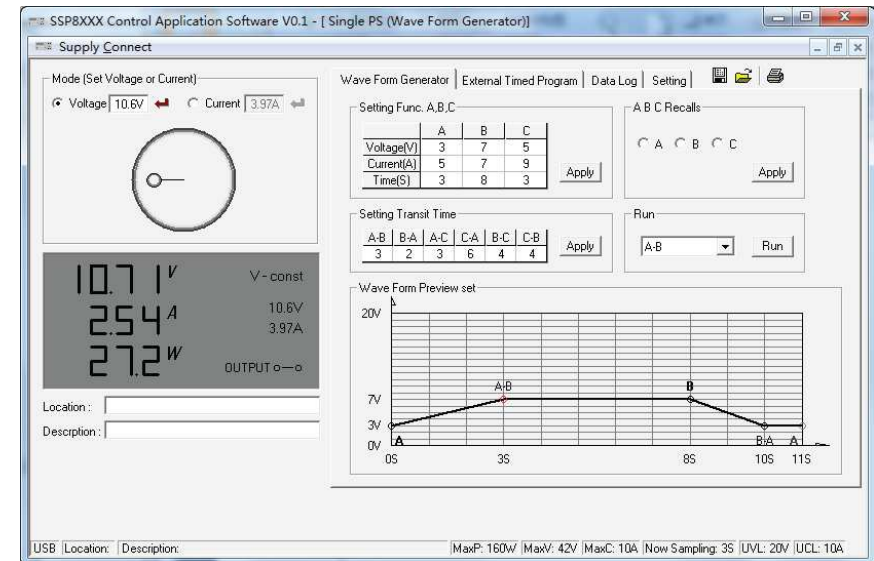 SSP8XXX Control Application Software V0.1 - [ Single PS (Wave Form Generator)]
Supply Connect
Mode (Set Voltage or Current)
Voltage 10.6V Current 3.97A
10.71 V V-const
2.54 A 10.6V
3.97A
27.2 W OUTPUT
Location :
Descrption :
Wave Form Generator External Timed Program Data Log Setting
Setting Func. A,B,C
A B C
Voltage(V) 3 7 5
Current(A) 5 7 9
Time(S) 3 8 3
Apply
A B C Recalls
A B C
Apply
Setting Transit Time
A-B B-A A-C C-A B-C C-B
3 2 3 6 4 4
Apply
Run
A-B Run
Wave Form Preview set
20V
A-B B
7V
3V
0V A B-A A
0S 3S 8S 10S 11S
USB Location: Description: MaxP: 160W MaxV: 42V MaxC: 10A Now Sampling: 3S UVL: 20V UCL: 10A